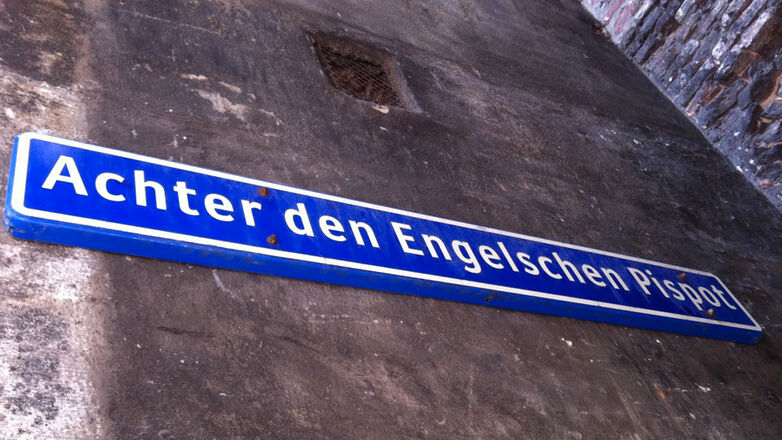 Achter den Engelschen Pispot